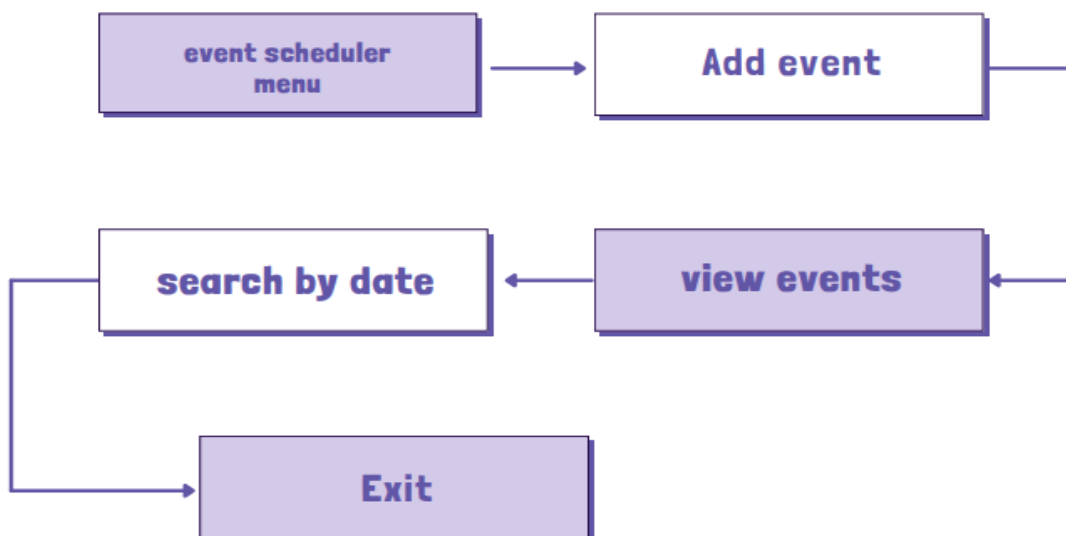 event scheduler
menu
Add event
view events
search by date
Exit